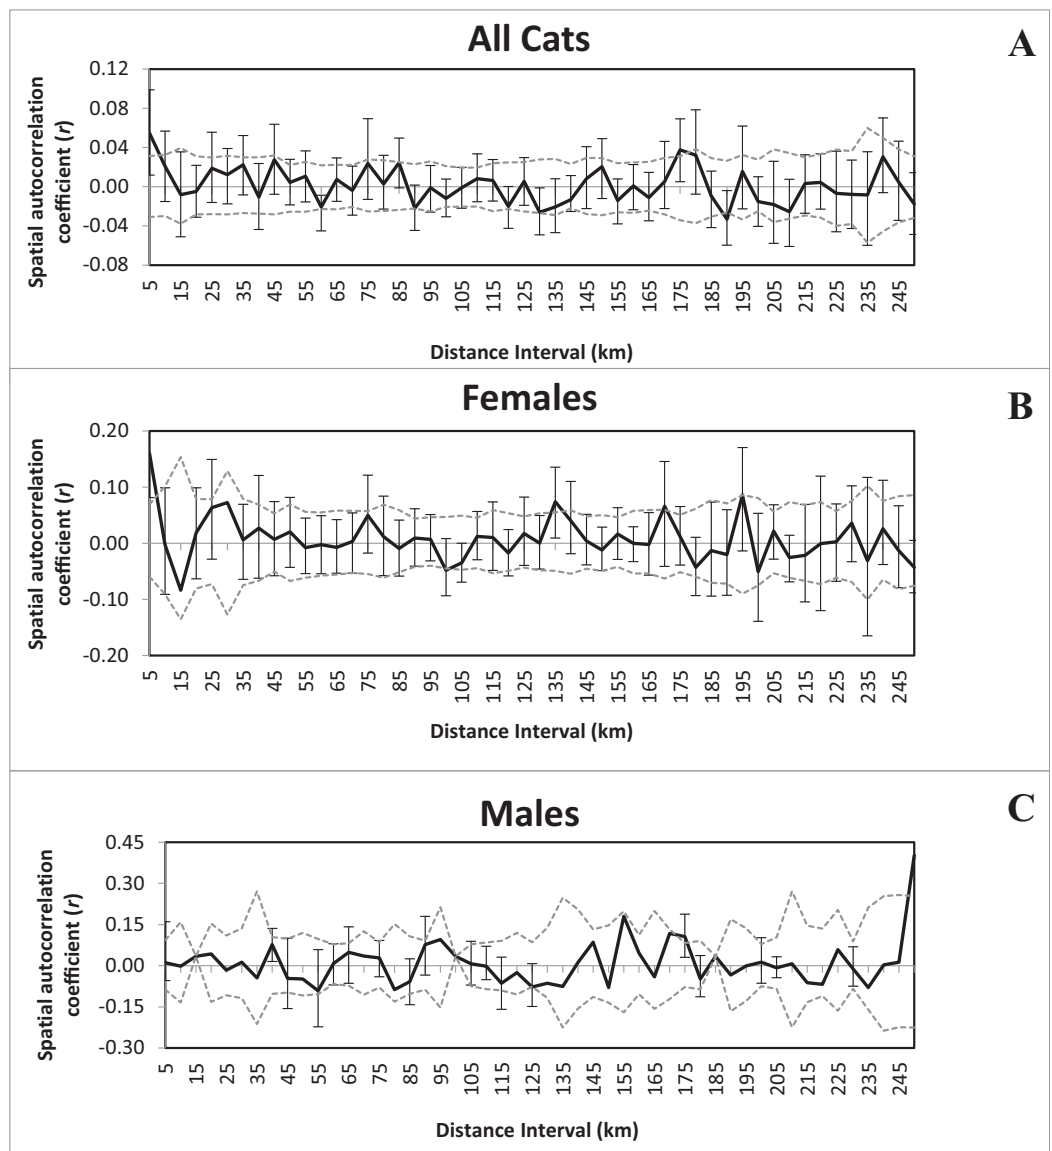 All Cats
A
0.12
0.08
0.04
0.00
-0.04
-0.08
Spatial autocorrelation
coefficient (r)
5 15 25 35 45 55 65 75 85 95 105 115 125 135 145 155 165 175 185 195 205 215 225 235 245
Distance Interval (km)
Females
B
0.20
0.10
0.00
-0.10
-0.20
Spatial autocorrelation
coefficient (r)
5 15 25 35 45 55 65 75 85 95 105 115 125 135 145 155 165 175 185 195 205 215 225 235 245
Distance Interval (km)
Males
C
0.45
0.30
0.15
0.00
-0.15
-0.30
Spatial autocorrelation
coefficient (r)
5 15 25 35 45 55 65 75 85 95 105 115 125 135 145 155 165 175 185 195 205 215 225 235 245
Distance Interval (km)